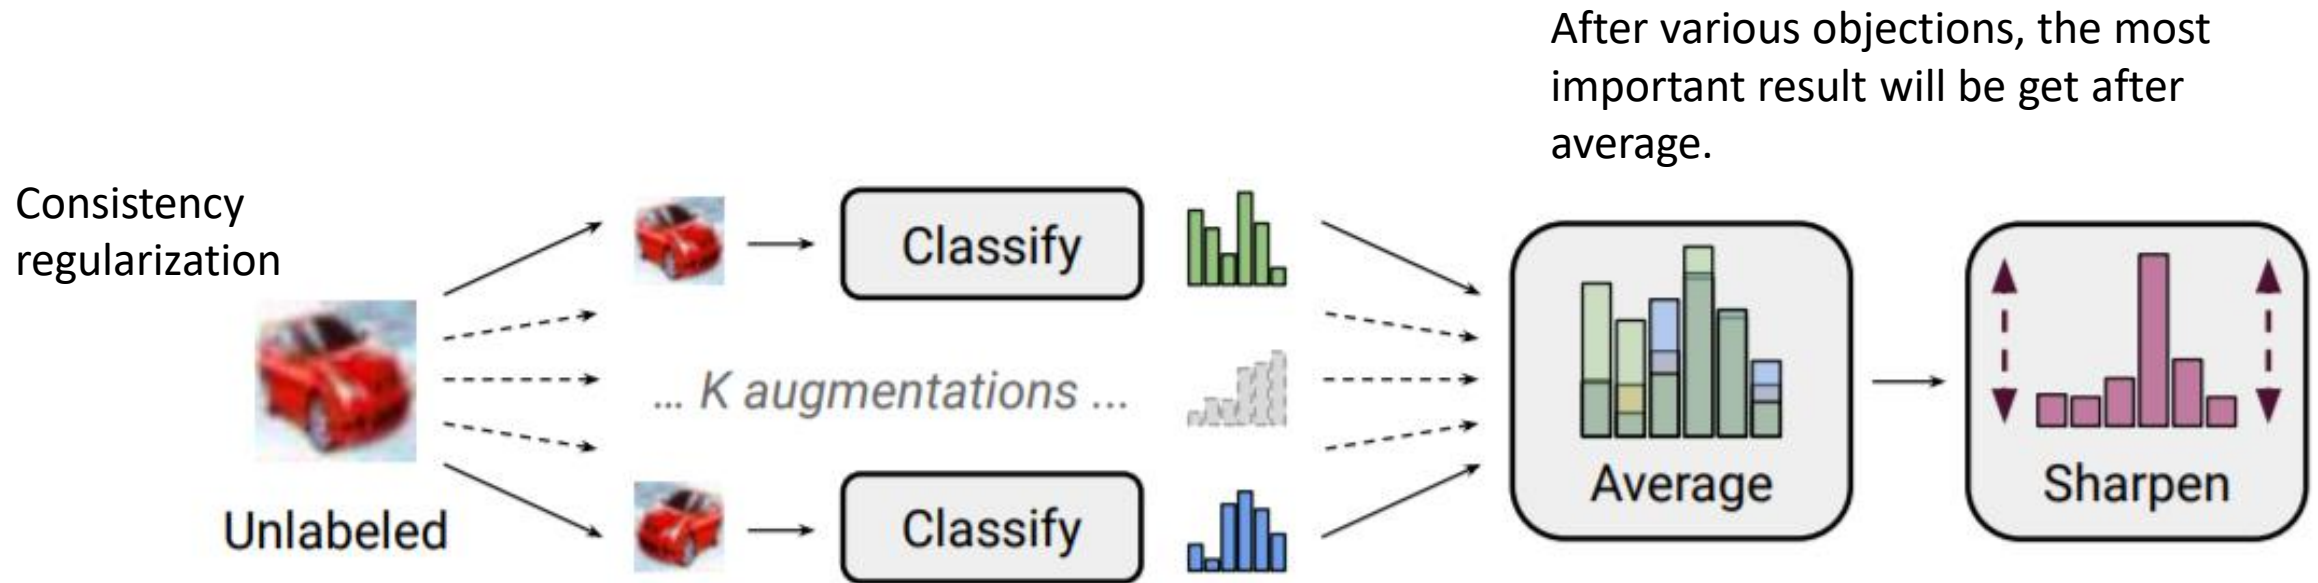 After various objections, the most
important result will be get after
average.
Consistency
regularization
Classify
... K augmentations ...
Unlabeled
Classify
Average
Sharpen